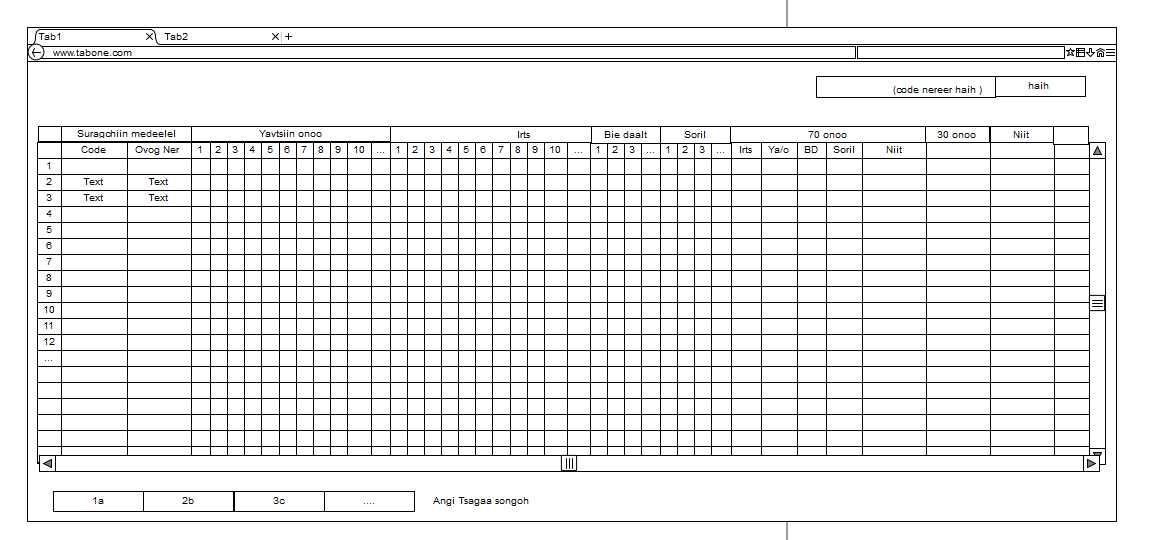 Tab1 Tab2 +
www.tabone.com
(code nereer haih ) haih
Suragchiin medeelel Yavtsiin onoo Irts Bie daalt Soril 70 onoo 30 onoo Niit
Code Ovog Ner 1 2 3 4 5 6 7 8 9 10 ... 1 2 3 4 5 6 7 8 9 10 ... 1 2 3 ... 1 2 3 ... Irts Ya/o BD Soril Niit
1
2 Text Text
3 Text Text
4
5
6
7
8
9
10
11
12
...
1a 2b 3c .... Angi Tsagaa songoh